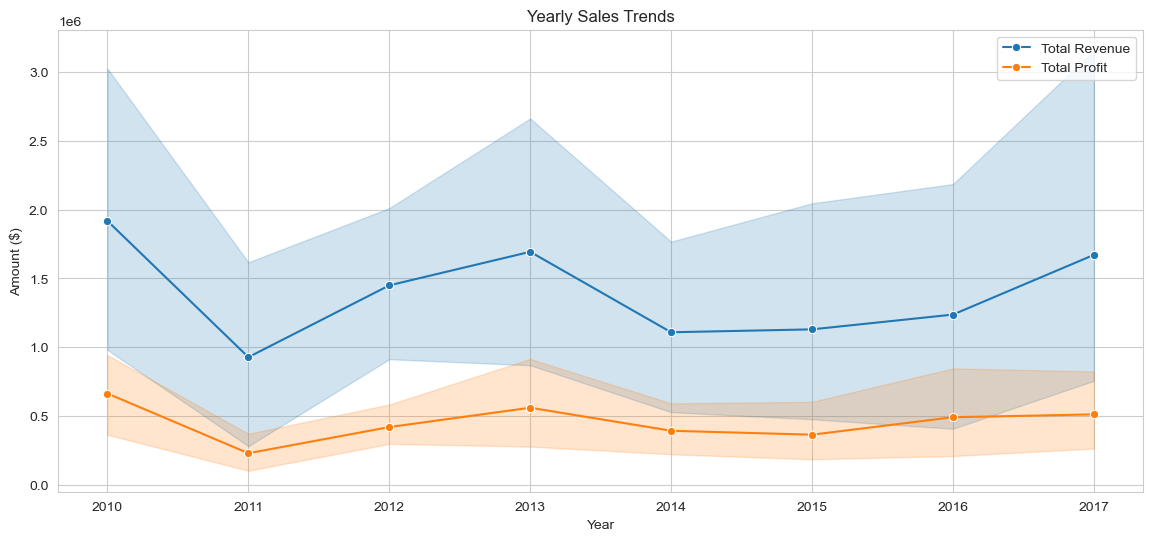 Yearly Sales Trends
1e6
Total Revenue
Total Profit
3.0
2.5
2.0
1.5
1.0
0.5
0.0
Amount ($)
2010 2011 2012 2013 2014 2015 2016 2017
Year